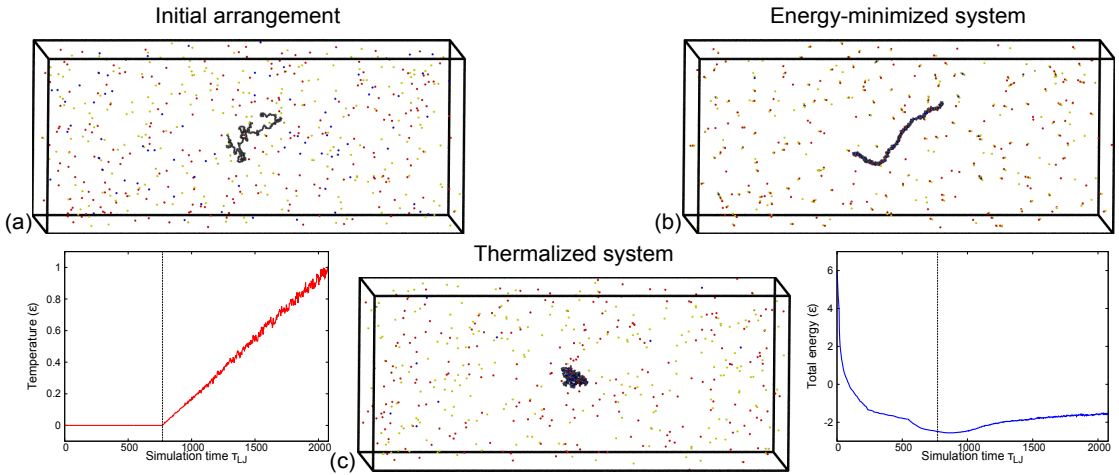 Initial arrangement
Energy-minimized system
(a)
(b)
Thermalized system
1
0.8
0.6
0.4
0.2
0
Temperature (ε)
0 500 1000 1500 2000
Simulation time τLJ
(c)
6
4
2
0
-2
Total energy (ε)
0 500 1000 1500 2000
Simulation time τLJ